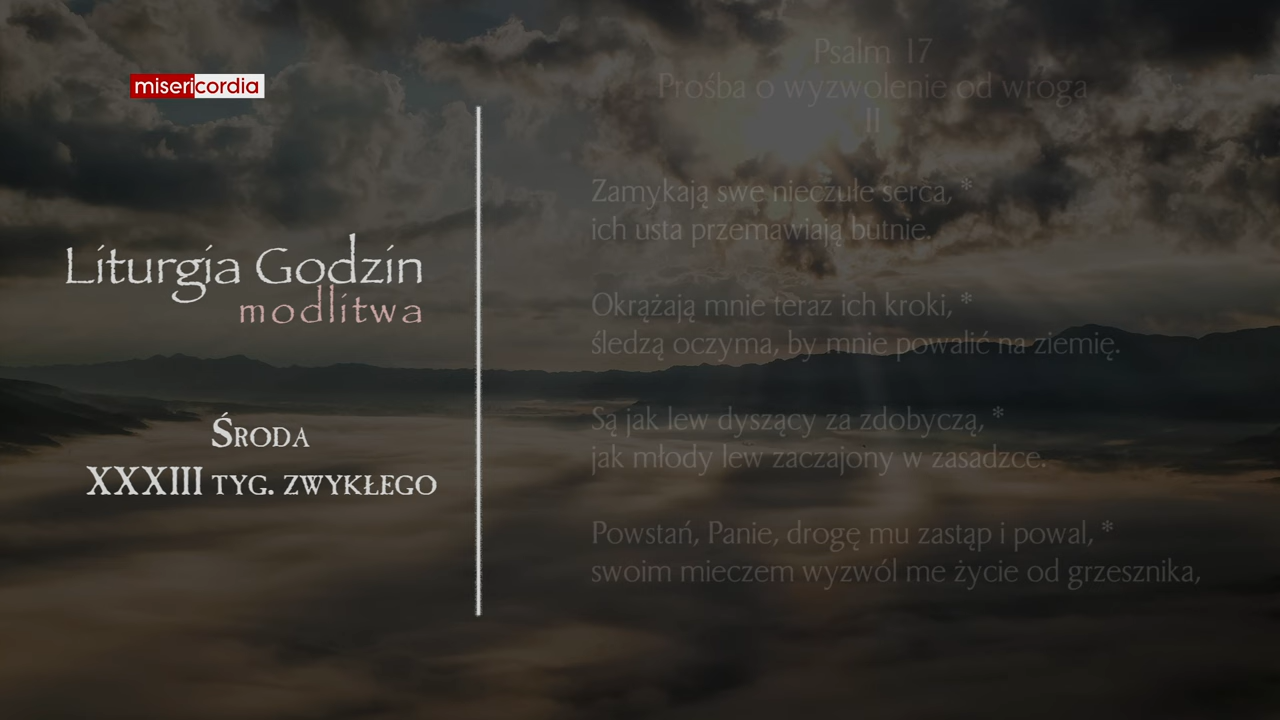 misericordia
Liturgia Godzin
modlitwa
Środa
XXXIII tyg. zwykłego
Psalm 17
Prośba o wyzwolenie od wroga
II
Zamykają swe nieczułe serca, *
ich usta przemawiają butnie.
Okrążają mnie teraz ich kroki, *
śledzą oczyma, by mnie powalić na ziemię.
Są jak lew dyszący za zdobyczą, *
jak młody lew zaczajony w zasadzce.
Powstań, Panie, drogę mu zastąp i powal, *
swoim mieczem wyzwól me życie od grzesznika,